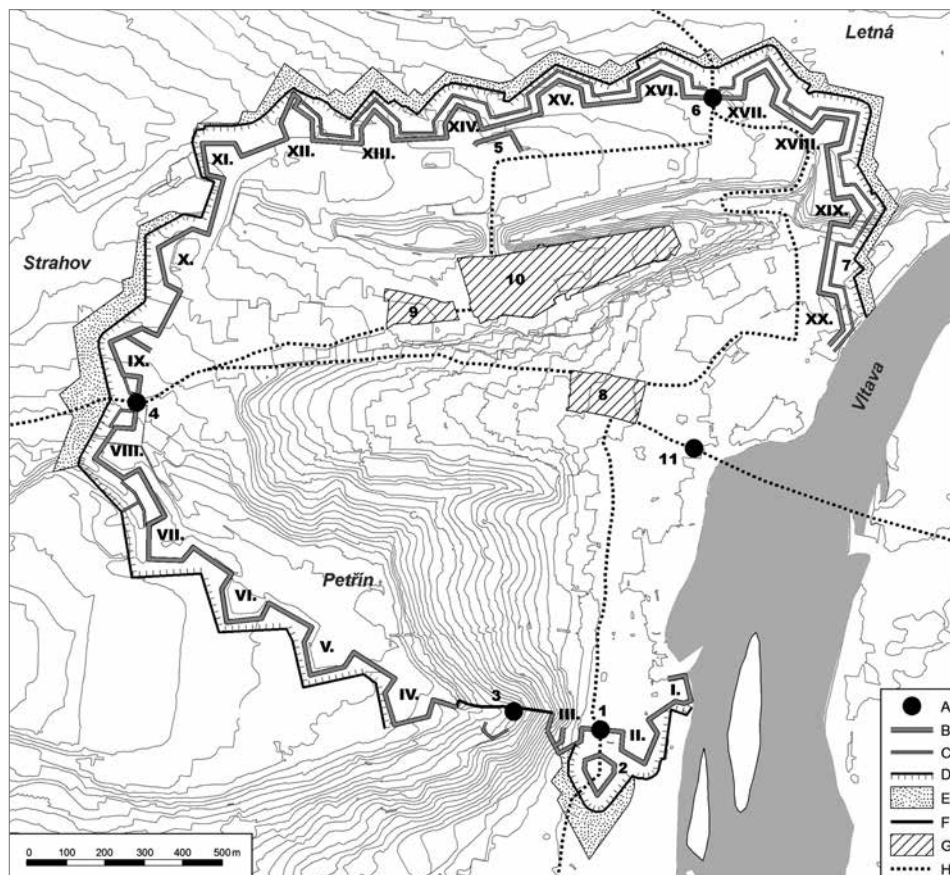 Letná
XVI.
XV.
6
XVII.
XIV.
5
XVIII.
XI.
XII.
XIII.
XIX.
Strahov
X.
7
10
9
XX.
IX.
Vltava
4
8
VIII.
11
VII.
Petřín
VI.
V.
I.
IV.
3
III.
1
II.
2
A
B
C
D
E
F
G
H
0 100 200 300 400 500 m